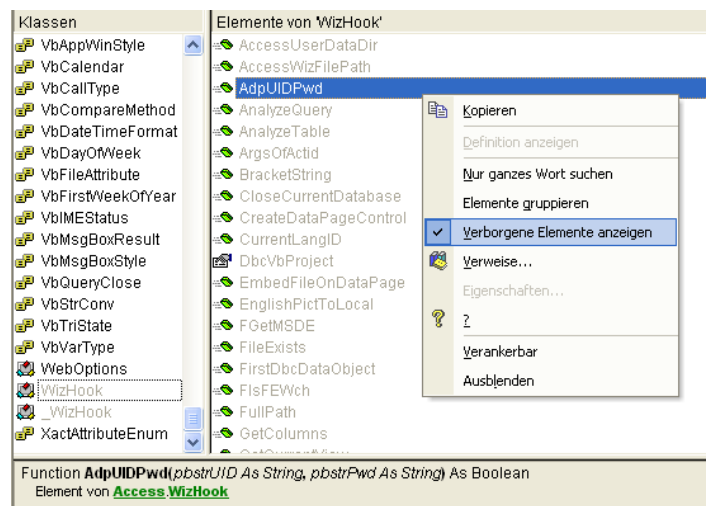 Klassen
VbAppWinStyle
VbCalendar
VbCallType
VbCompareMethod
VbDateTimeFormat
VbDayOfWeek
VbFileAttribute
VbFirstWeekOfYear
VbIMEStatus
VbMsgBoxResult
VbMsgBoxStyle
VbQueryClose
VbStrConv
VbTriState
VbVarType
WebOptions
WizHook
_WizHook
XactAttributeEnum
Elemente von 'WizHook'
AccessUserDataDir
AccessWizFilePath
AdpUIDPwd
AnalyzeQuery
AnalyzeTable
ArgsOfActid
BracketString
CloseCurrentDatabase
CreateDataPageControl
CurrentLangID
DbcVbProject
EmbedFileOnDataPage
EnglishPictToLocal
FGetMSDE
FileExists
FirstDbcDataObject
FIsFEWch
FullPath
GetColumns
GetCurrentView
Kopieren
Definition anzeigen
Nur ganzes Wort suchen
Elemente gruppieren
Verborgene Elemente anzeigen
Verweise...
Eigenschaften...
?
Verankerbar
Ausblenden
Function AdpUIDPwd(pbstrUID As String, pbstrPwd As String) As Boolean
Element von Access.WizHook